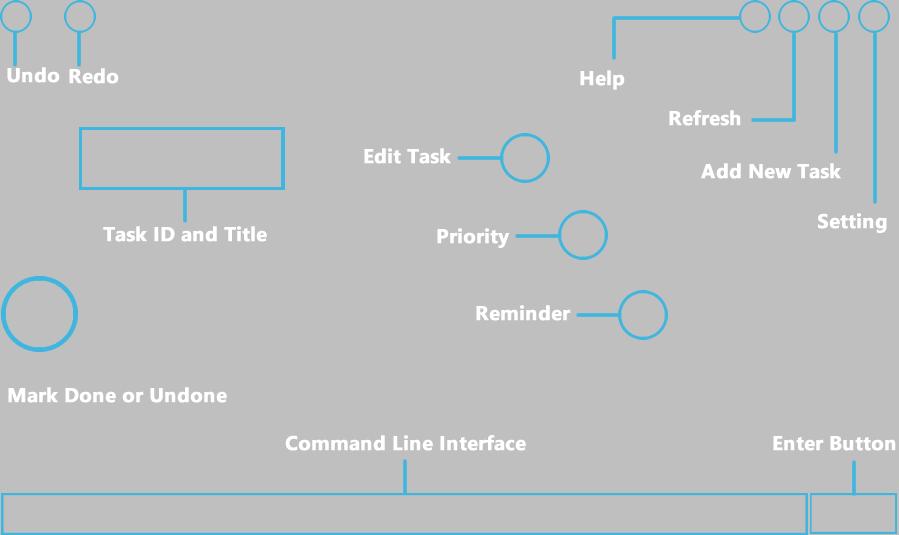 Undo Redo
Help
Refresh
Edit Task
Add New Task
Setting
Task ID and Title
Priority
Reminder
Mark Done or Undone
Command Line Interface
Enter Button